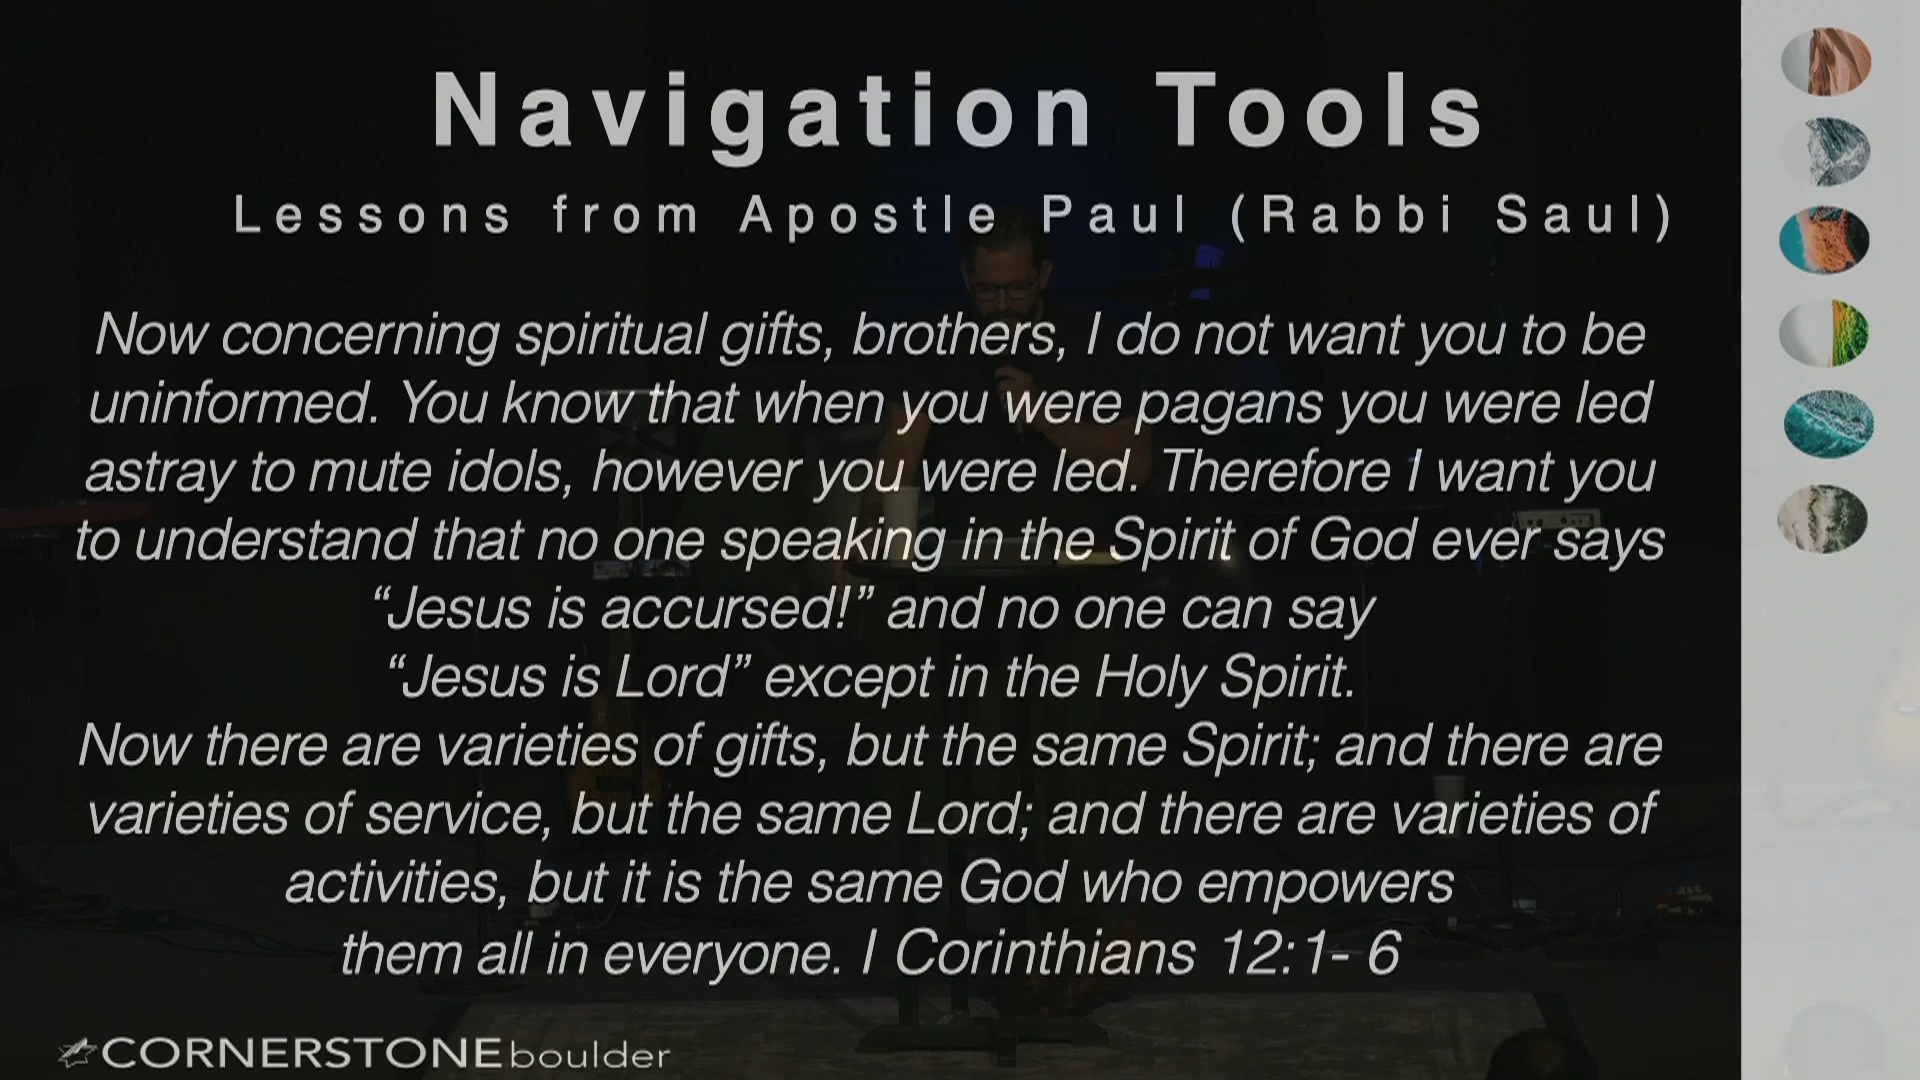 Navigation Tools
Lessons from Apostle Paul (Rabbi Saul)
Now concerning spiritual gifts, brothers, I do not want you to be
uninformed. You know that when you were pagans you were led
astray to mute idols, however you were led. Therefore I want you
to understand that no one speaking in the Spirit of God ever says
“Jesus is accursed!” and no one can say
“Jesus is Lord” except in the Holy Spirit.
Now there are varieties of gifts, but the same Spirit; and there are
varieties of service, but the same Lord; and there are varieties of
activities, but it is the same God who empowers
them all in everyone. I Corinthians 12:1- 6
CORNERSTONE boulder